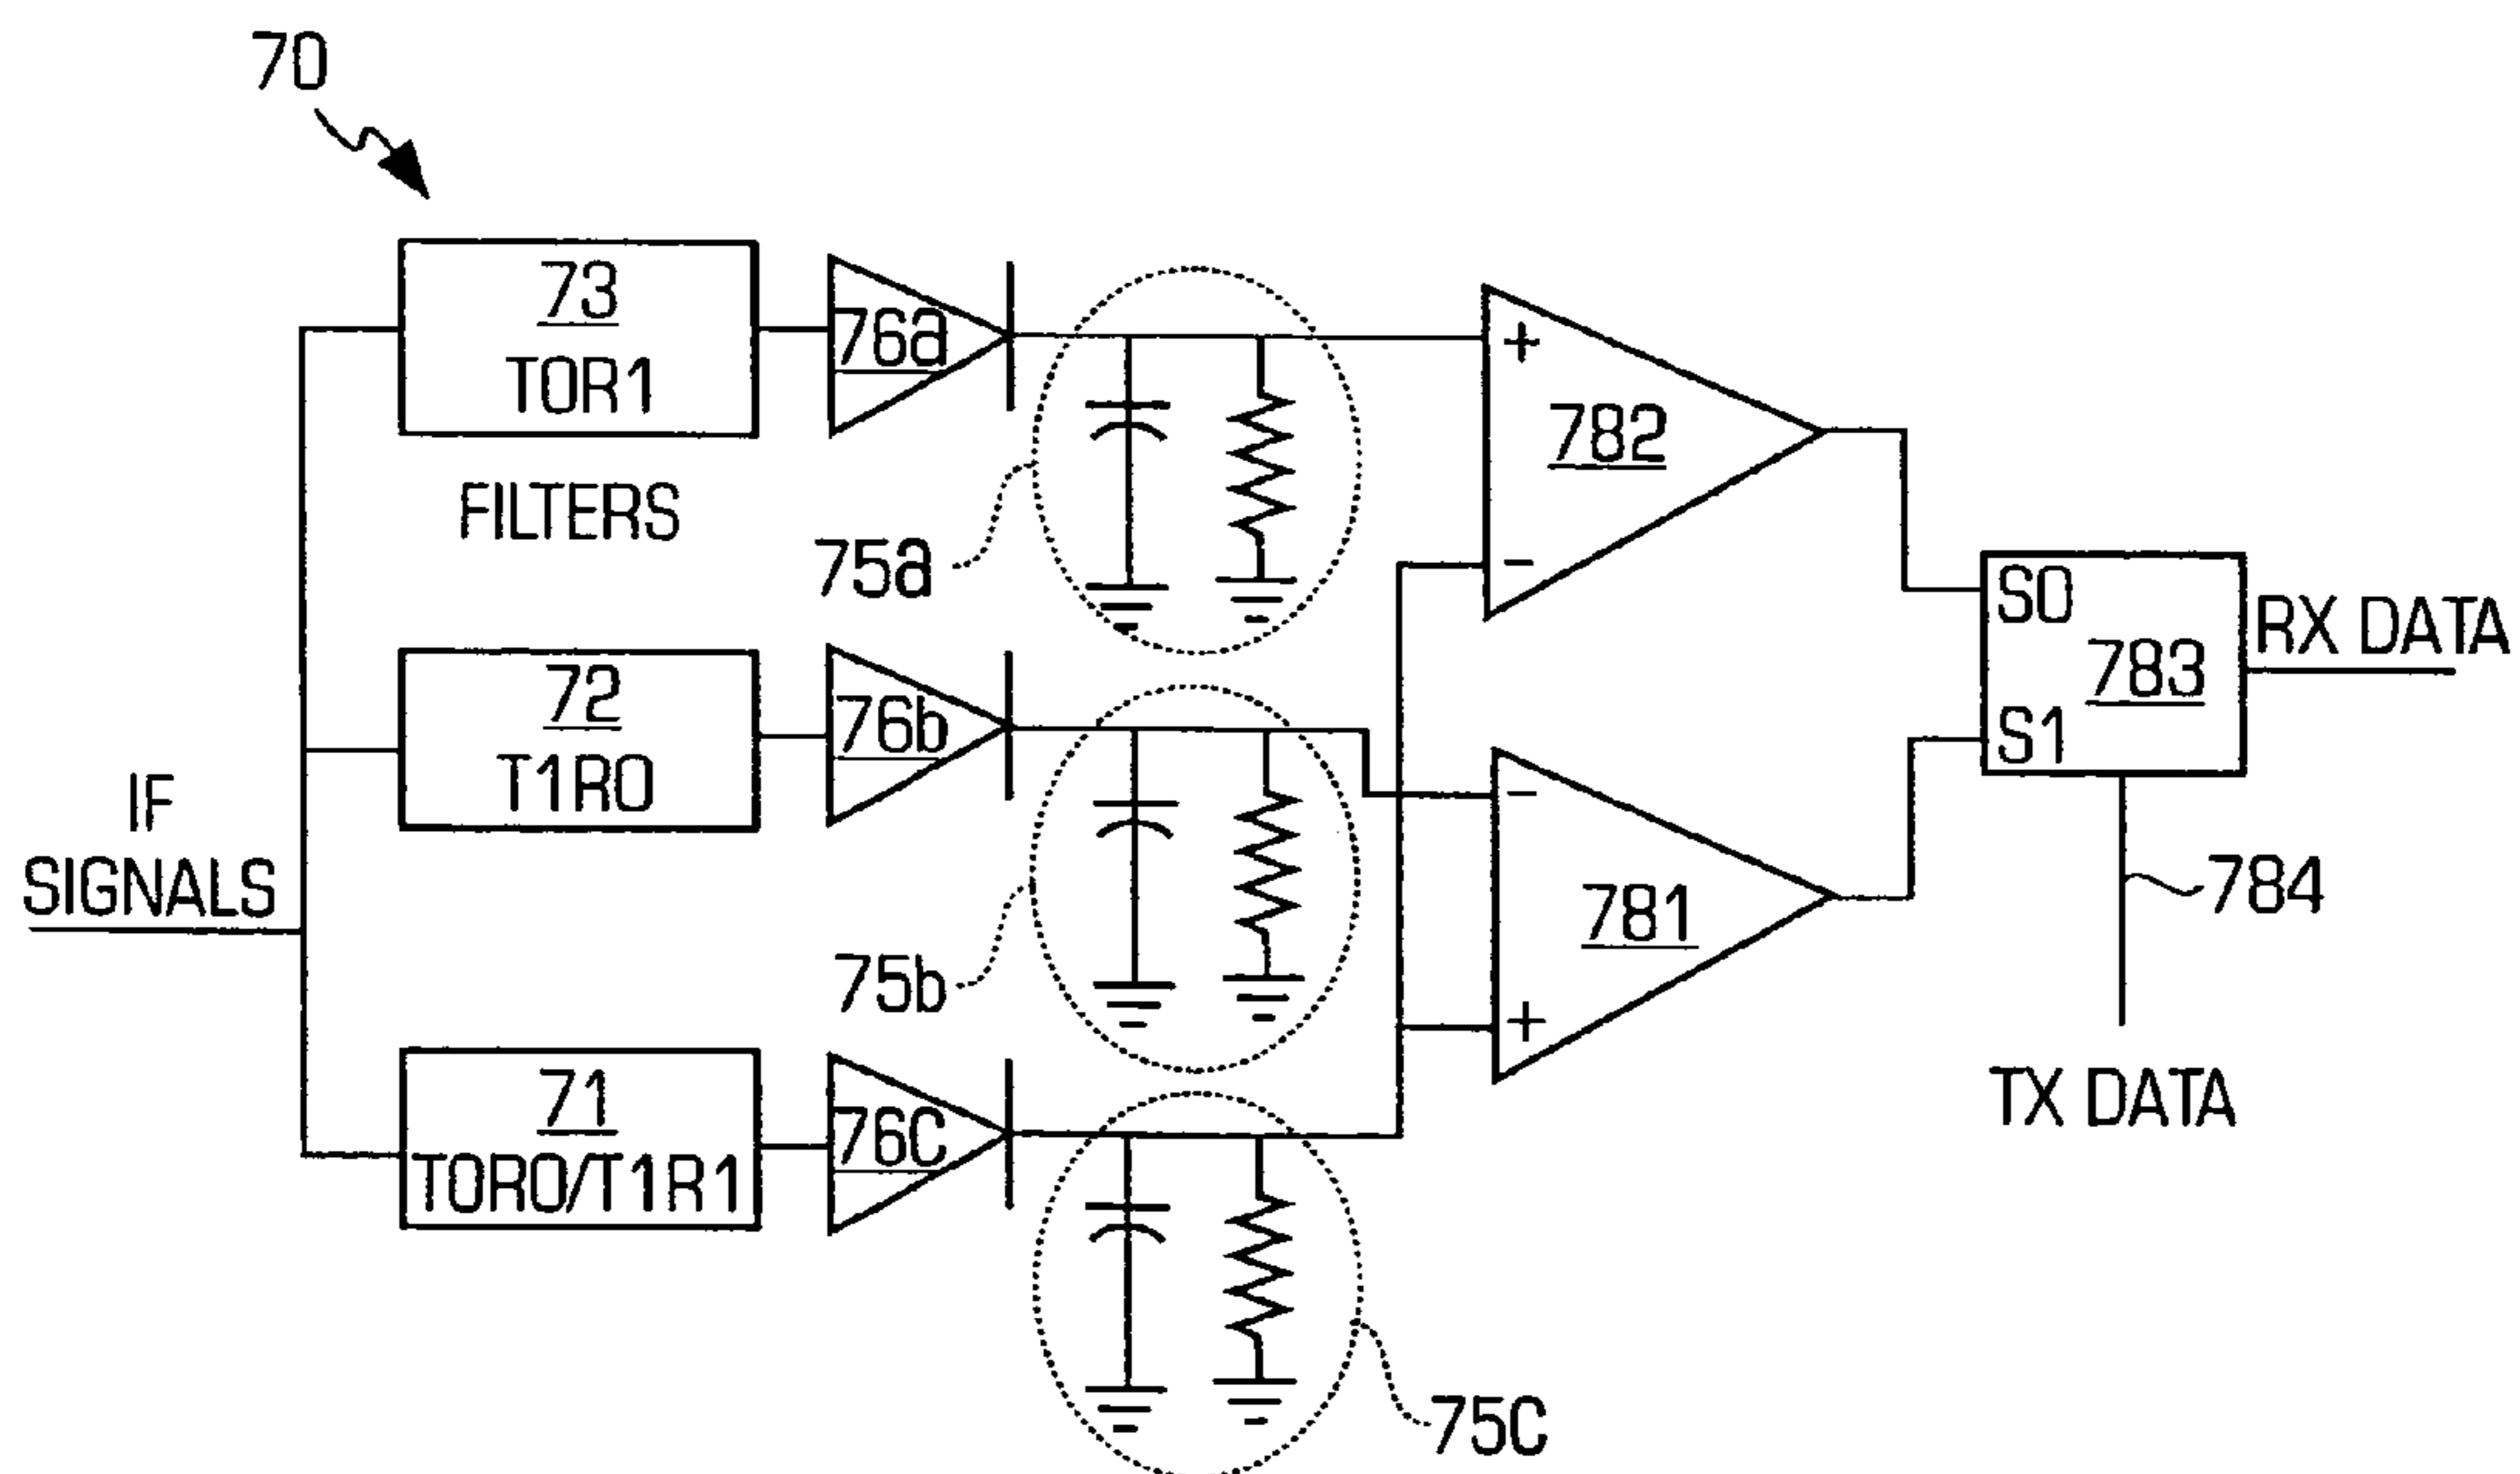 70
73
T0R1
FILTERS
76a
75a
72
T1R0
76b
75b
IF
SIGNALS
71
T0R0/T1R1
76C
75C
+
782
-
-
781
+
S0
783
S1
RX DATA
784
TX DATA